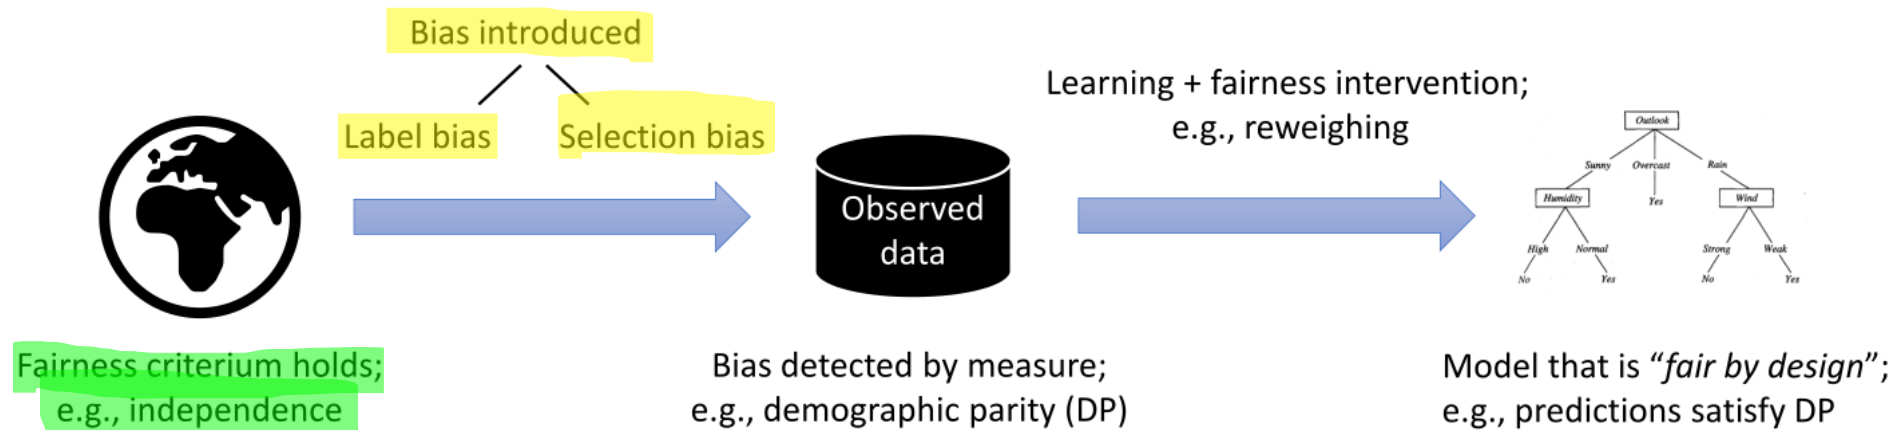 Bias introduced
Label bias
Selection bias
Fairness criterium holds;
e.g., independence
Observed
data
Bias detected by measure;
e.g., demographic parity (DP)
Learning + fairness intervention;
e.g., reweighing
Outlook
Sunny Overcast Rain
Humidity Yes Wind
High Normal Strong Weak
No Yes No Yes
Model that is “fair by design”;
e.g., predictions satisfy DP